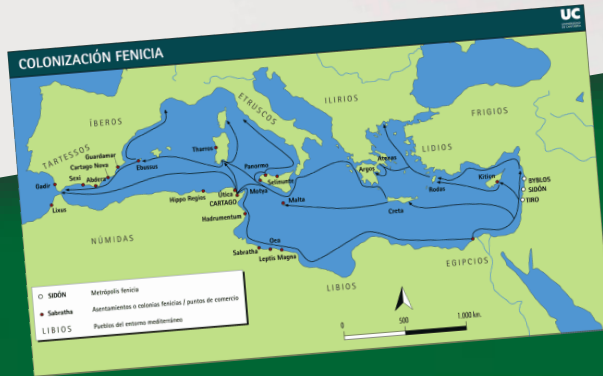 COLONIZACIÓN FENICIA
UC
ÍBEROS
ETRUSCOS
ILIRIOS
FRIGIOS
TARTESSOS
LIDIOS
Guardamar
Cartago Nova
Sexi
Abdera
Gadir
Lixus
Ebussus
Tharros
Panormo
Motya
Selinunte
Hippo Regios
Útica
CARTAGO
Hadrumentum
Malta
Argos
Atenas
Rodas
Creta
Kition
BYBLOS
SIDÓN
TIRO
NÚMIDAS
Sabratha
Oea
Leptis Magna
LIBIOS
EGIPCIOS
SIDÓN Metrópolis fenicia
Sabratha Asentamientos o colonias fenicias / puntos de comercio
LIBIOS Pueblos del entorno mediterráneo
0 500 1.000 km.